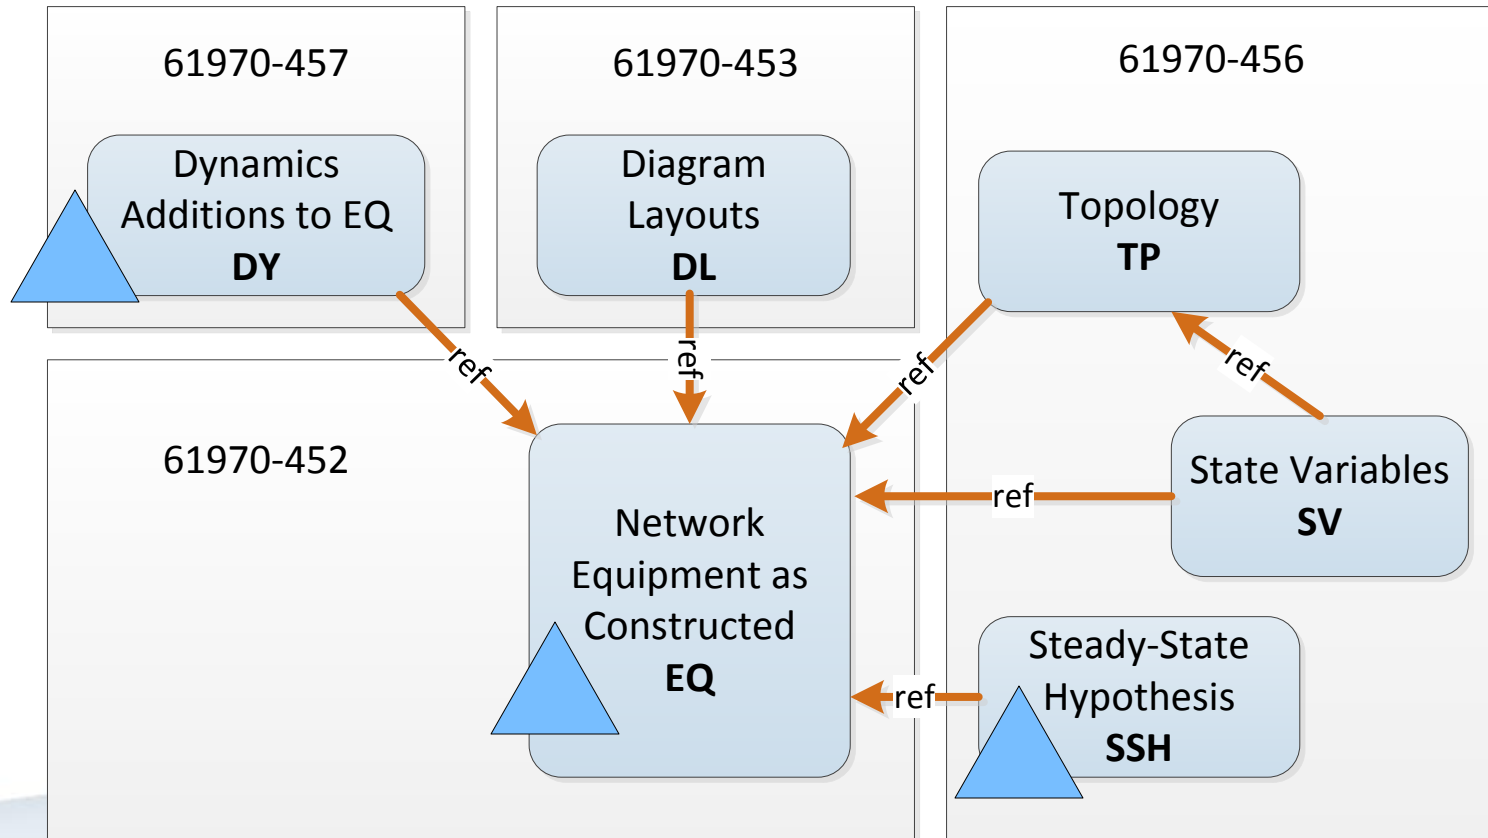 61970-457
Dynamics
Additions to EQ
DY
61970-453
Diagram
Layouts
DL
61970-456
Topology
TP
ref
ref
ref
ref
61970-452
Network
Equipment as
Constructed
EQ
ref
State Variables
SV
ref
Steady-State
Hypothesis
SSH